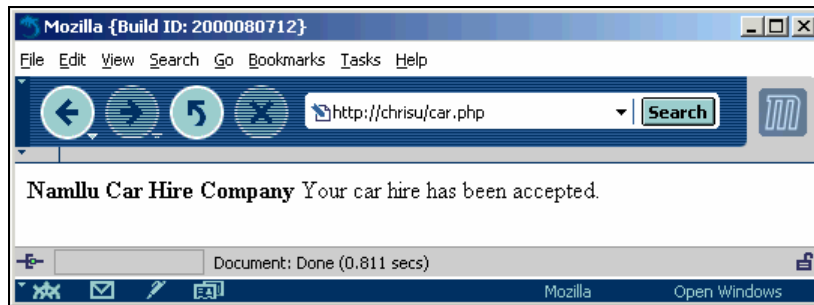 Mozilla {Build ID: 2000080712}
File Edit View Search Go Bookmarks Tasks Help
http://chrisu/car.php Search
Namllu Car Hire Company Your car hire has been accepted.
Document: Done (0.811 secs)
Mozilla Open Windows